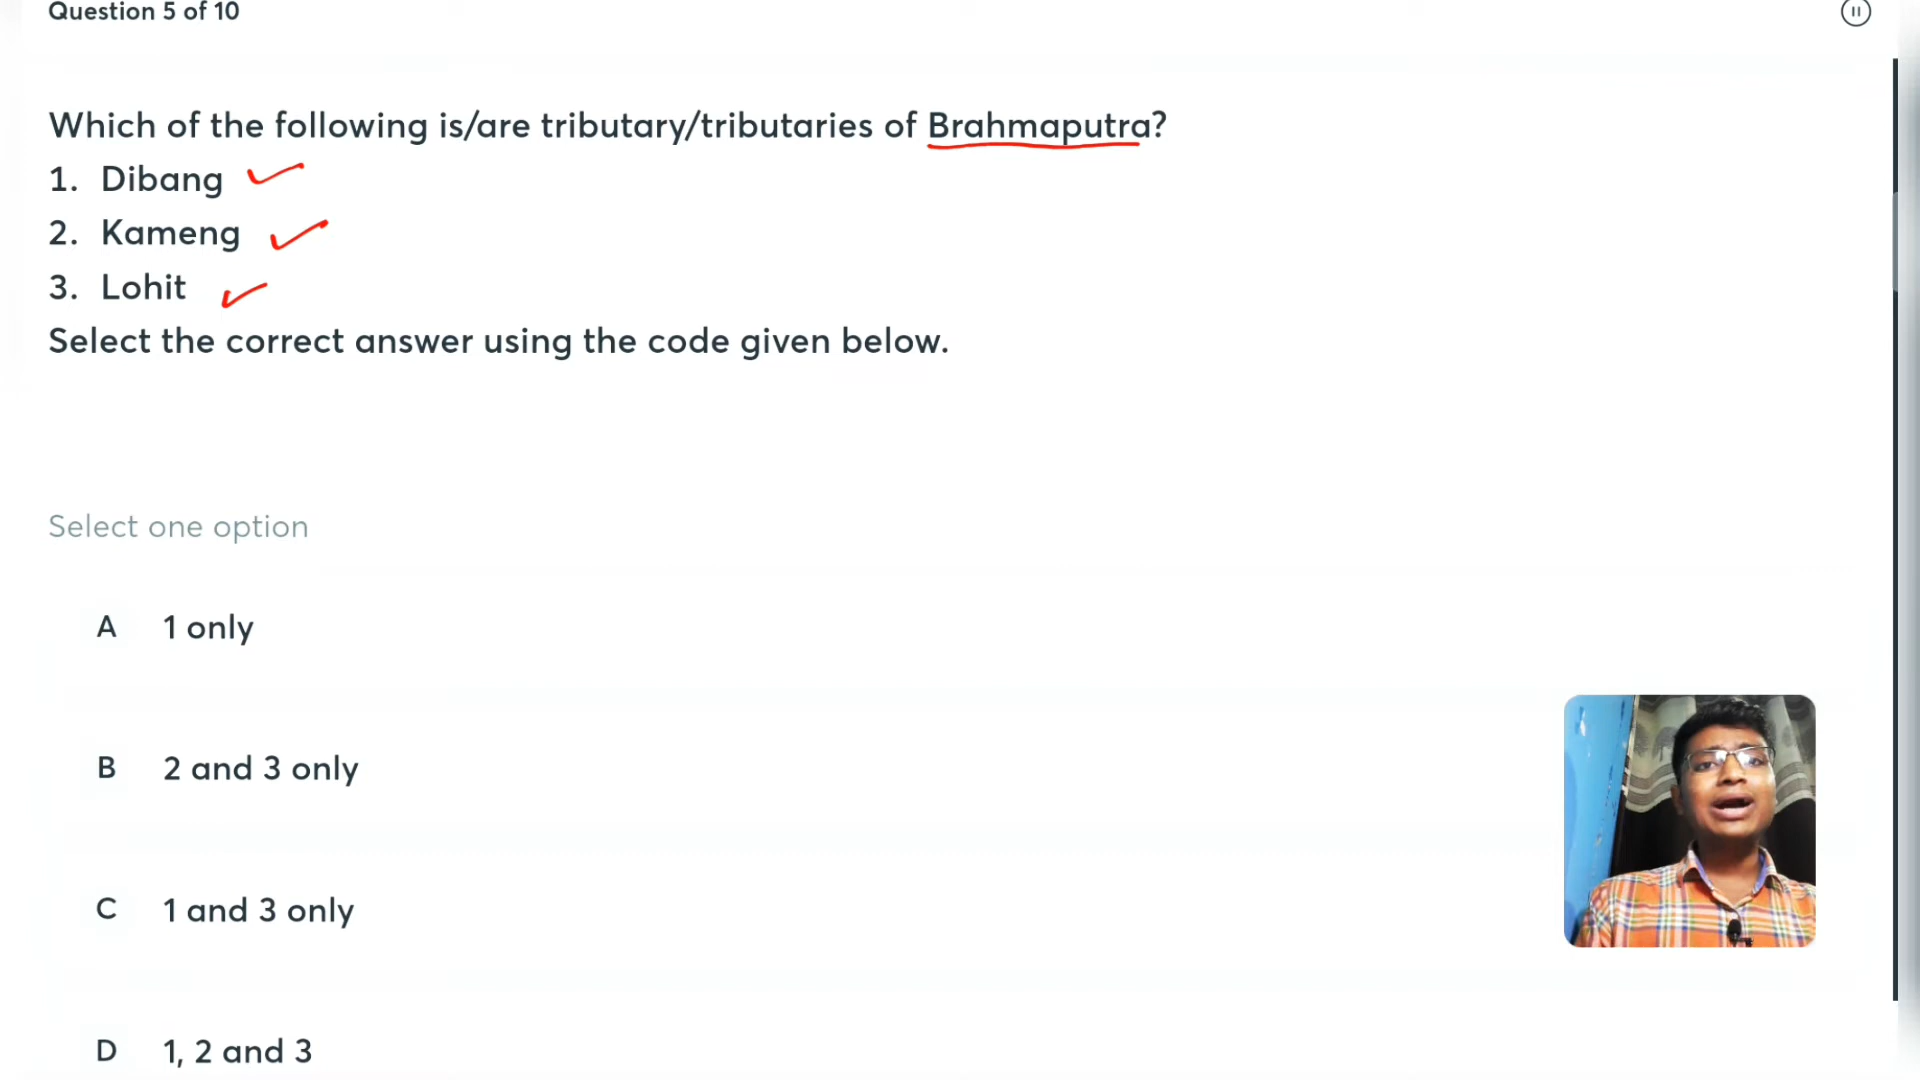 Question 5 of 10
Which of the following is/are tributary/tributaries of Brahmaputra?
1. Dibang
2. Kameng
3. Lohit
Select the correct answer using the code given below.
Select one option
A 1 only
B 2 and 3 only
C 1 and 3 only
D 1, 2 and 3